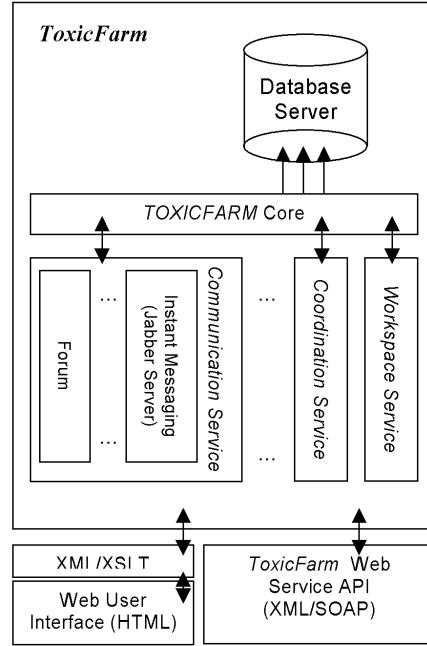 ToxicFarm
Database
Server
TOXICFARM Core
Forum
...
...
Instant Messaging
(Jabber Server)
Communication Service
...
...
Coordination Service
Workspace Service
XML/XSLT
Web User
Interface (HTML)
ToxicFarm Web
Service API
(XML/SOAP)